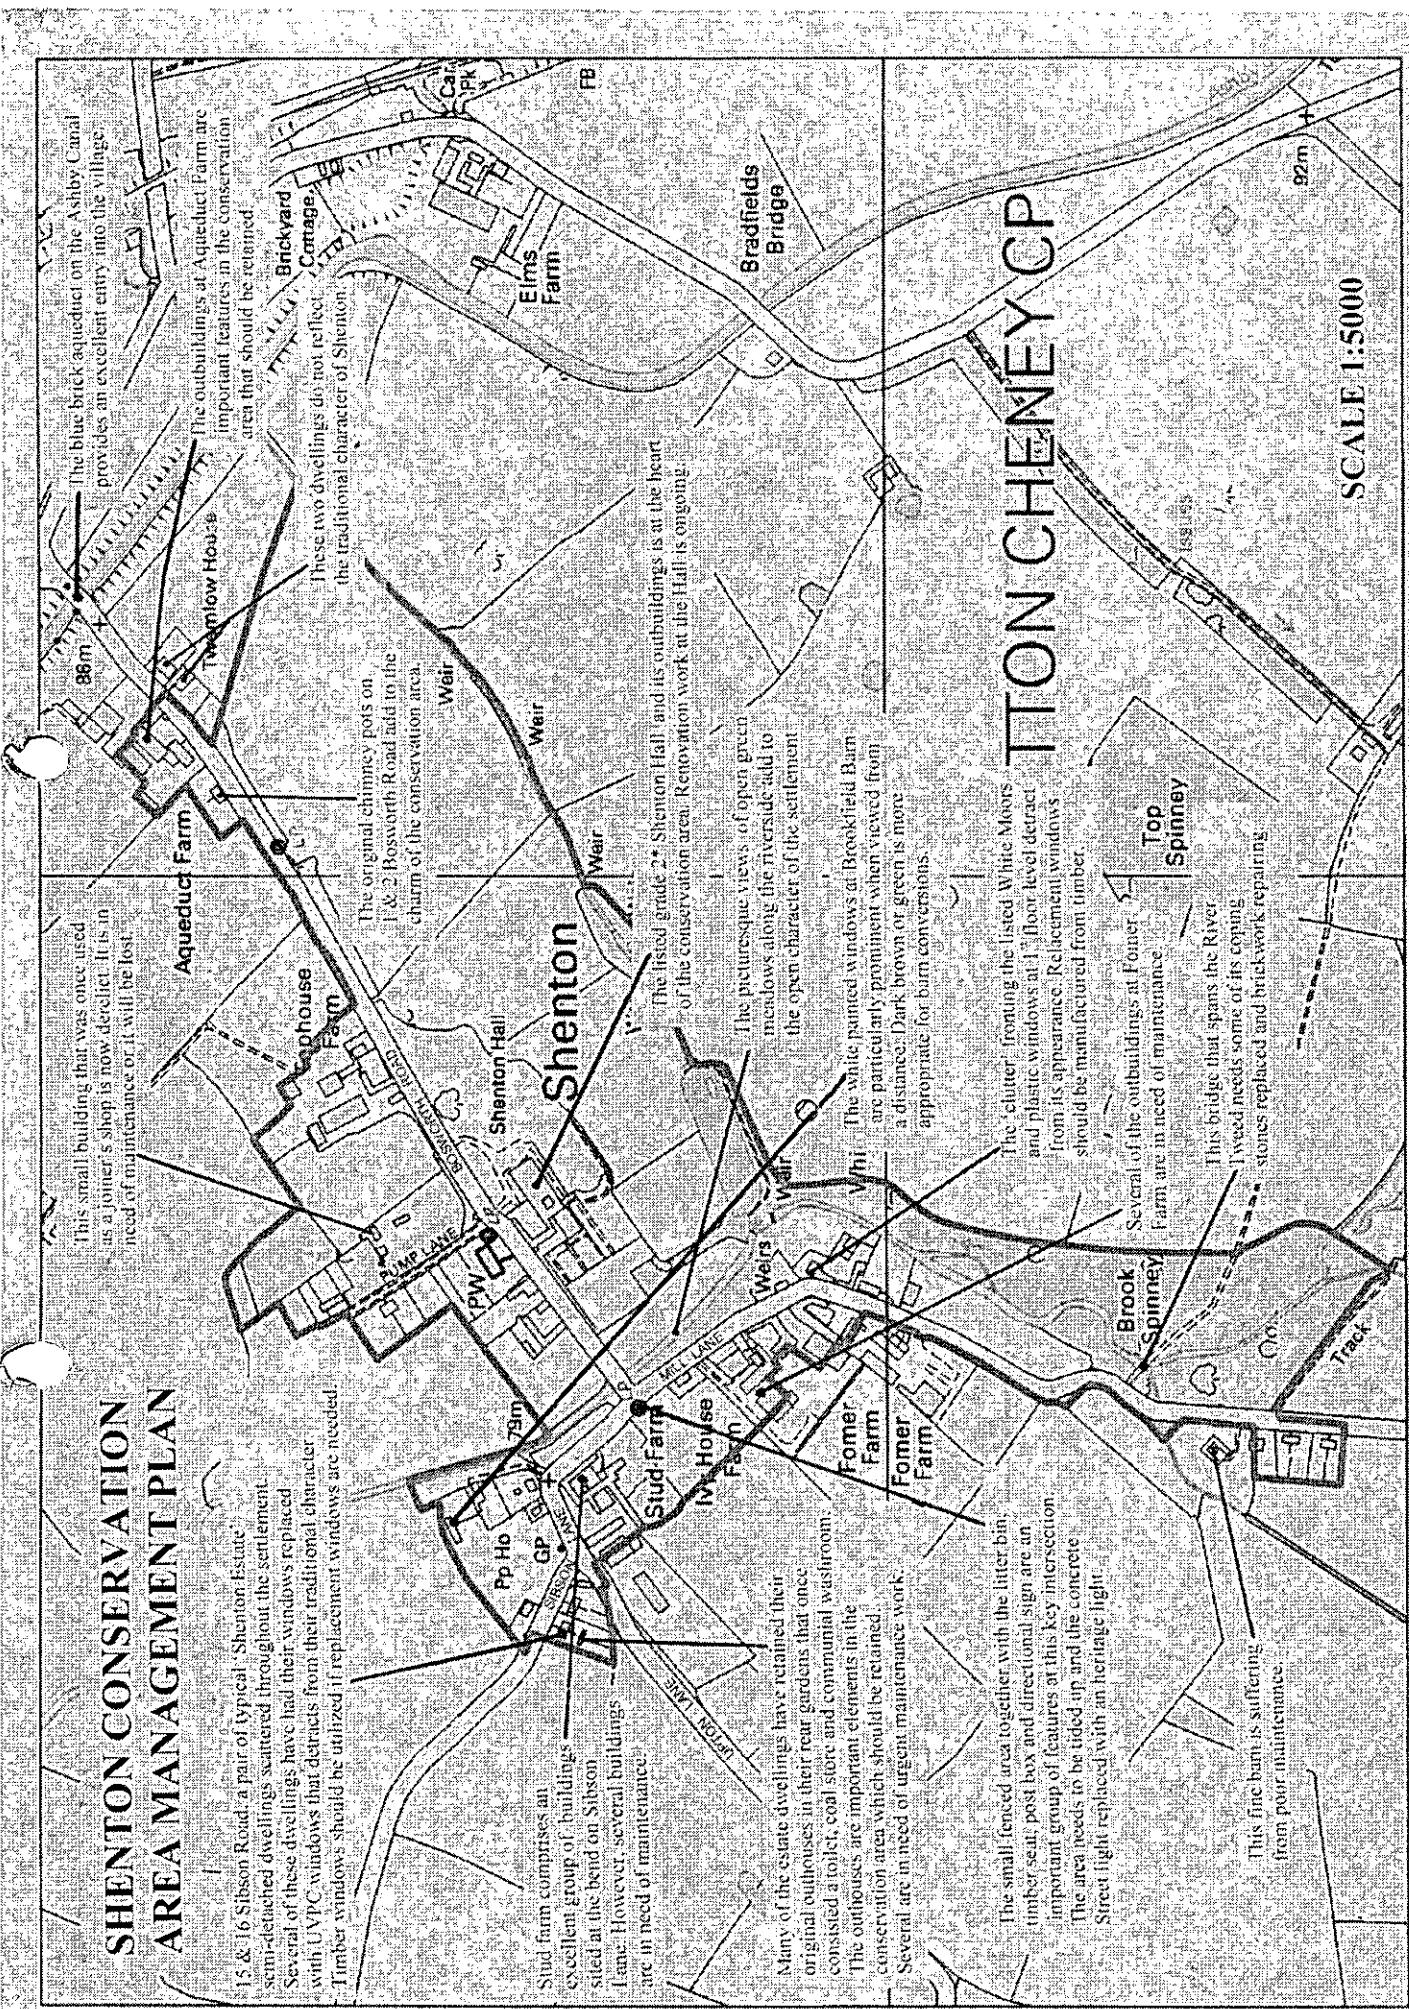 SHENTON CONSERVATION
AREA MANAGEMENT PLAN
15 & 16 Sibson Road, a pair of typical 'Shenton Estate'
semi-detached dwellings scattered throughout the settlement.
Several of these dwellings have had their windows replaced
with UVPC windows that detracts from their traditional character
Timber windows should be utilized if replacement windows are needed.
Stud farm comprises an
excellent group of buildings
sited at the bend on Sibson
Lane. However, several buildings
are in need of maintenance.
Many of the estate dwellings have retained their
original outhouses in their rear gardens that once
consisted a toilet, coal store and communal washroom.
The outhouses are important elements in the
conservation area which should be retained.
Several are in need of urgent maintenance work.
The small fenced area together with the litter bin,
timber seat, post box and directional sign are an
important group of features at this key intersection
The area needs to be tidied up and the concrete
Street light replaced with an heritage light
This fine barn is suffering
from poor maintenance
This small building that was once used
as a joiner's shop is now derelict. It is in
need of maintenance or it will be lost
The blue brick aqueduct on the Ashby Canal
provides an excellent entry into the village
The outbuildings at Aqueduct Farm are
important features in the conservation
area that should be retained
These two dwellings do not reflect
the traditional character of Shenton
The original chimney pots on
1 & 2 Bosworth Road add to the
charm of the conservation area.
The listed grade 2* Shenton Hall and its outbuildings is at the heart
of the conservation area. Renovation work at the Hall is ongoing
The picturesque views of open green
meadows along the riverside add to
the open character of the settlement
The white painted windows at Brookfield Barn
are particularly prominent when viewed from
a distance. Dark brown or green is more
appropriate for barn conversions.
The clutter fronting the listed White Moors
and plastic windows at 1st floor level detract
from its appearance. Relacement windows
should be manufactured from timber
Several of the outbuildings at Fomer
Farm are in need of maintenance
This bridge that spans the River
Tweed needs some of its coping
stones replaced and brickwork repairing
86m
Twamlow House
Aqueduct Farm
ophouse
Farm
BOSWORTH ROAD
PUMP LANE
PW
Shenton Hall
Shenton
Weir
Weir
Weir
Weir
Weirs
Whi
79m
Pp Ho
GP
SIBSON LANE
UPTON LANE
MILL LANE
Stud Farm
Ivy House
Farm
Fomer
Farm
Fomer
Farm
Brook
Spinney
Track
Top
Spinney
Brickyard
Cottage
Car
Pk
FB
Elms
Farm
Bradfields
Bridge
92m
TTON CHENEY CP
SCALE 1:5000